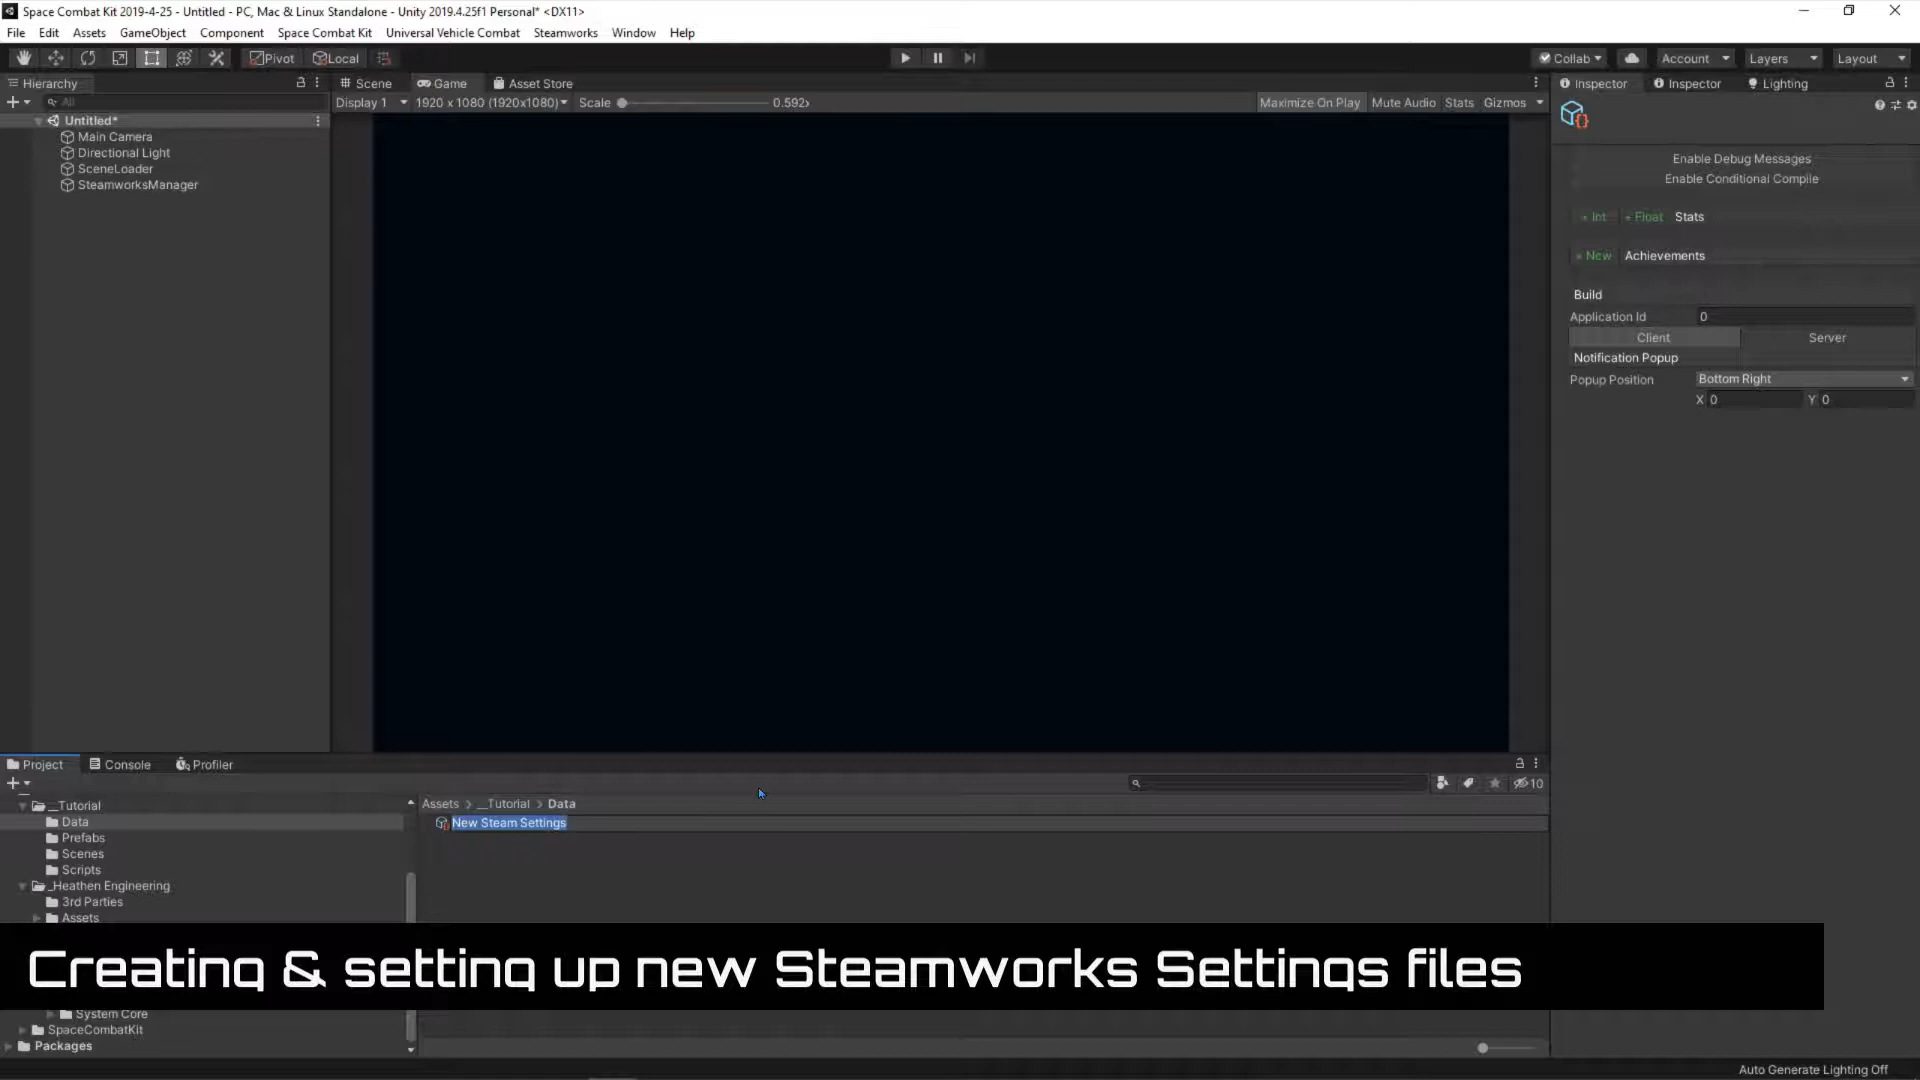 Space Combat Kit 2019-4-25 - Untitled - PC, Mac & Linux Standalone - Unity 2019.4.25f1 Personal* <DX11>
File Edit Assets GameObject Component Space Combat Kit Universal Vehicle Combat Steamworks Window Help
Pivot Local
Collab Account Layers Layout
Hierarchy
Scene Game Asset Store
Inspector Inspector Lighting
All
Display 1 1920 x 1080 (1920x1080) Scale 0.592x
Maximize On Play Mute Audio Stats Gizmos
Untitled*
Main Camera
Directional Light
SceneLoader
SteamworksManager
Enable Debug Messages
Enable Conditional Compile
+ Int + Float Stats
+ New Achievements
Build
Application Id 0
Client Server
Notification Popup
Popup Position Bottom Right
X 0 Y 0
Project Console Profiler
10
__Tutorial
Data
Prefabs
Scenes
Scripts
_Heathen Engineering
3rd Parties
Assets
Assets > __Tutorial > Data
New Steam Settings
Creating & setting up new Steamworks Settings files
System Core
SpaceCombatKit
Packages
Auto Generate Lighting Off